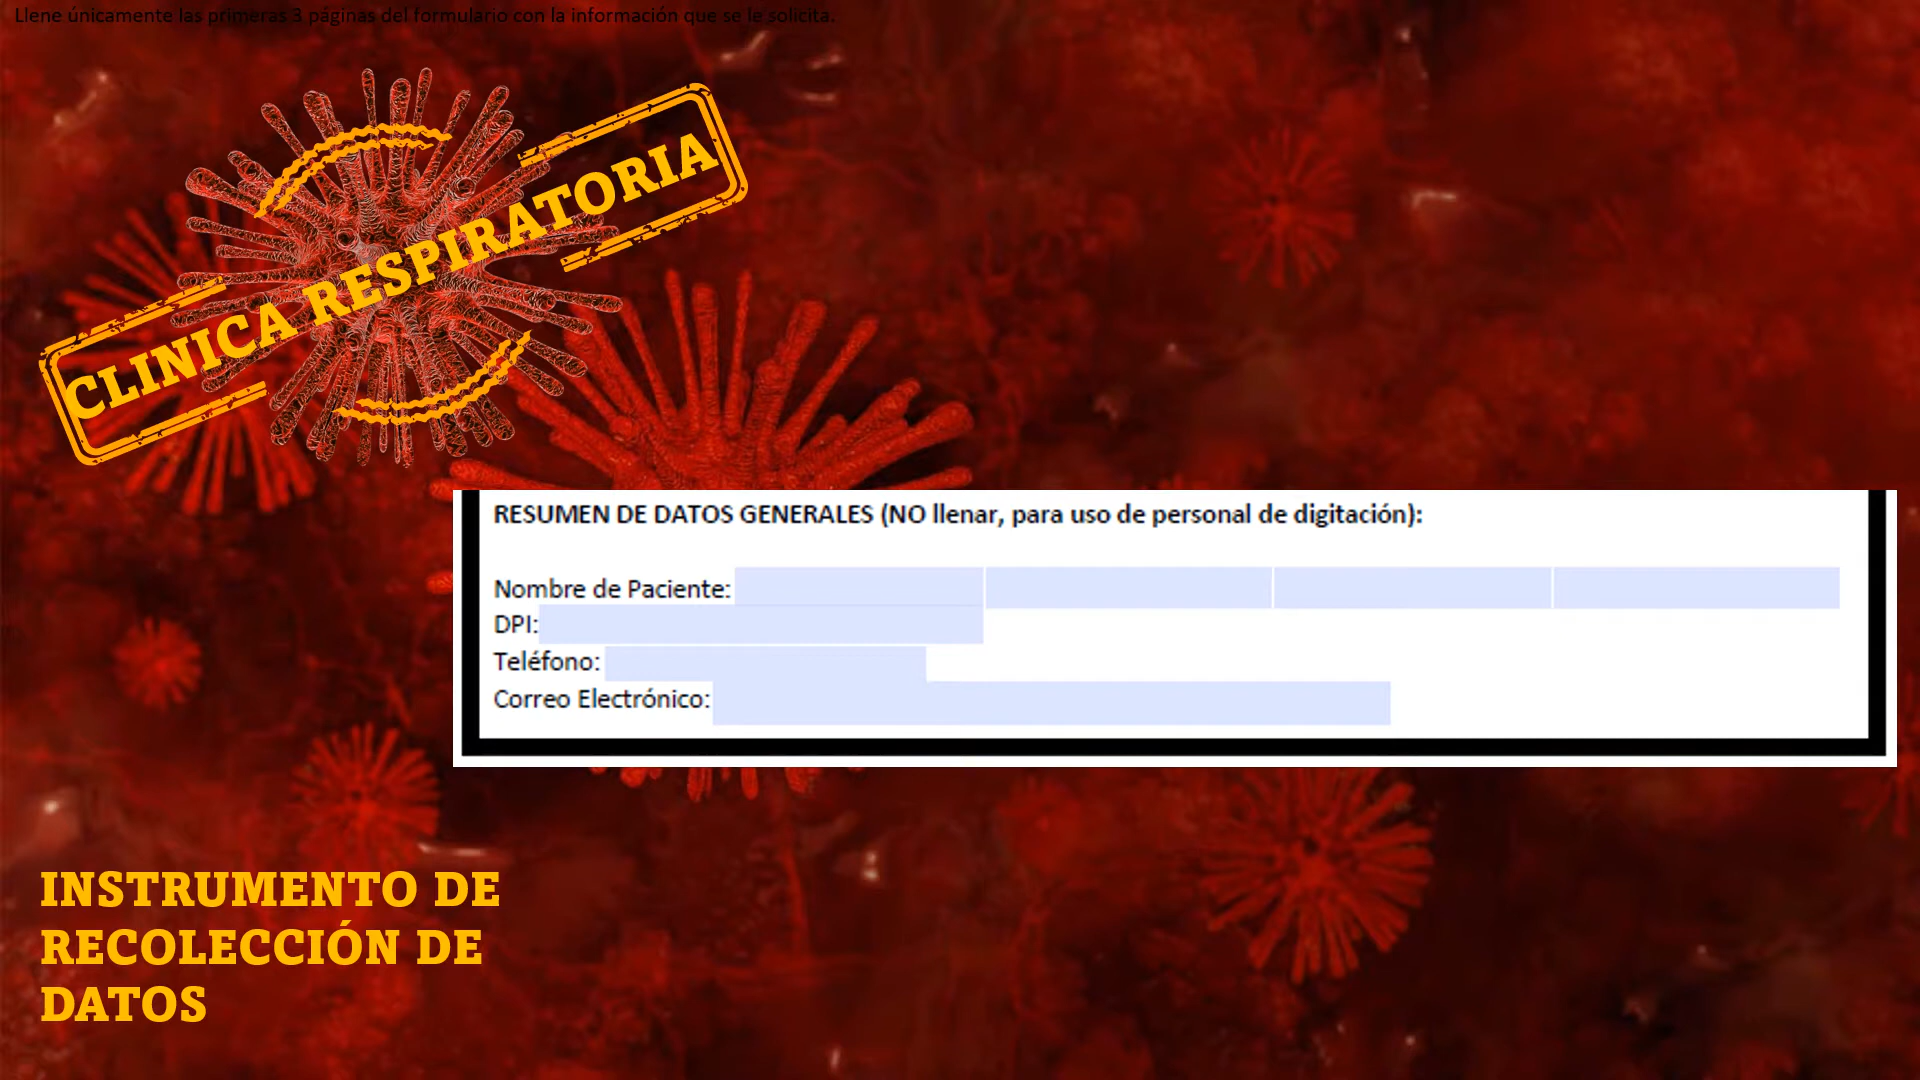 Llene únicamente las primeras 3 páginas del formulario con la información que se le solicita.
CLINICA RESPIRATORIA
RESUMEN DE DATOS GENERALES (NO llenar, para uso de personal de digitación):
Nombre de Paciente:
DPI:
Teléfono:
Correo Electrónico:
INSTRUMENTO DE
RECOLECCIÓN DE
DATOS